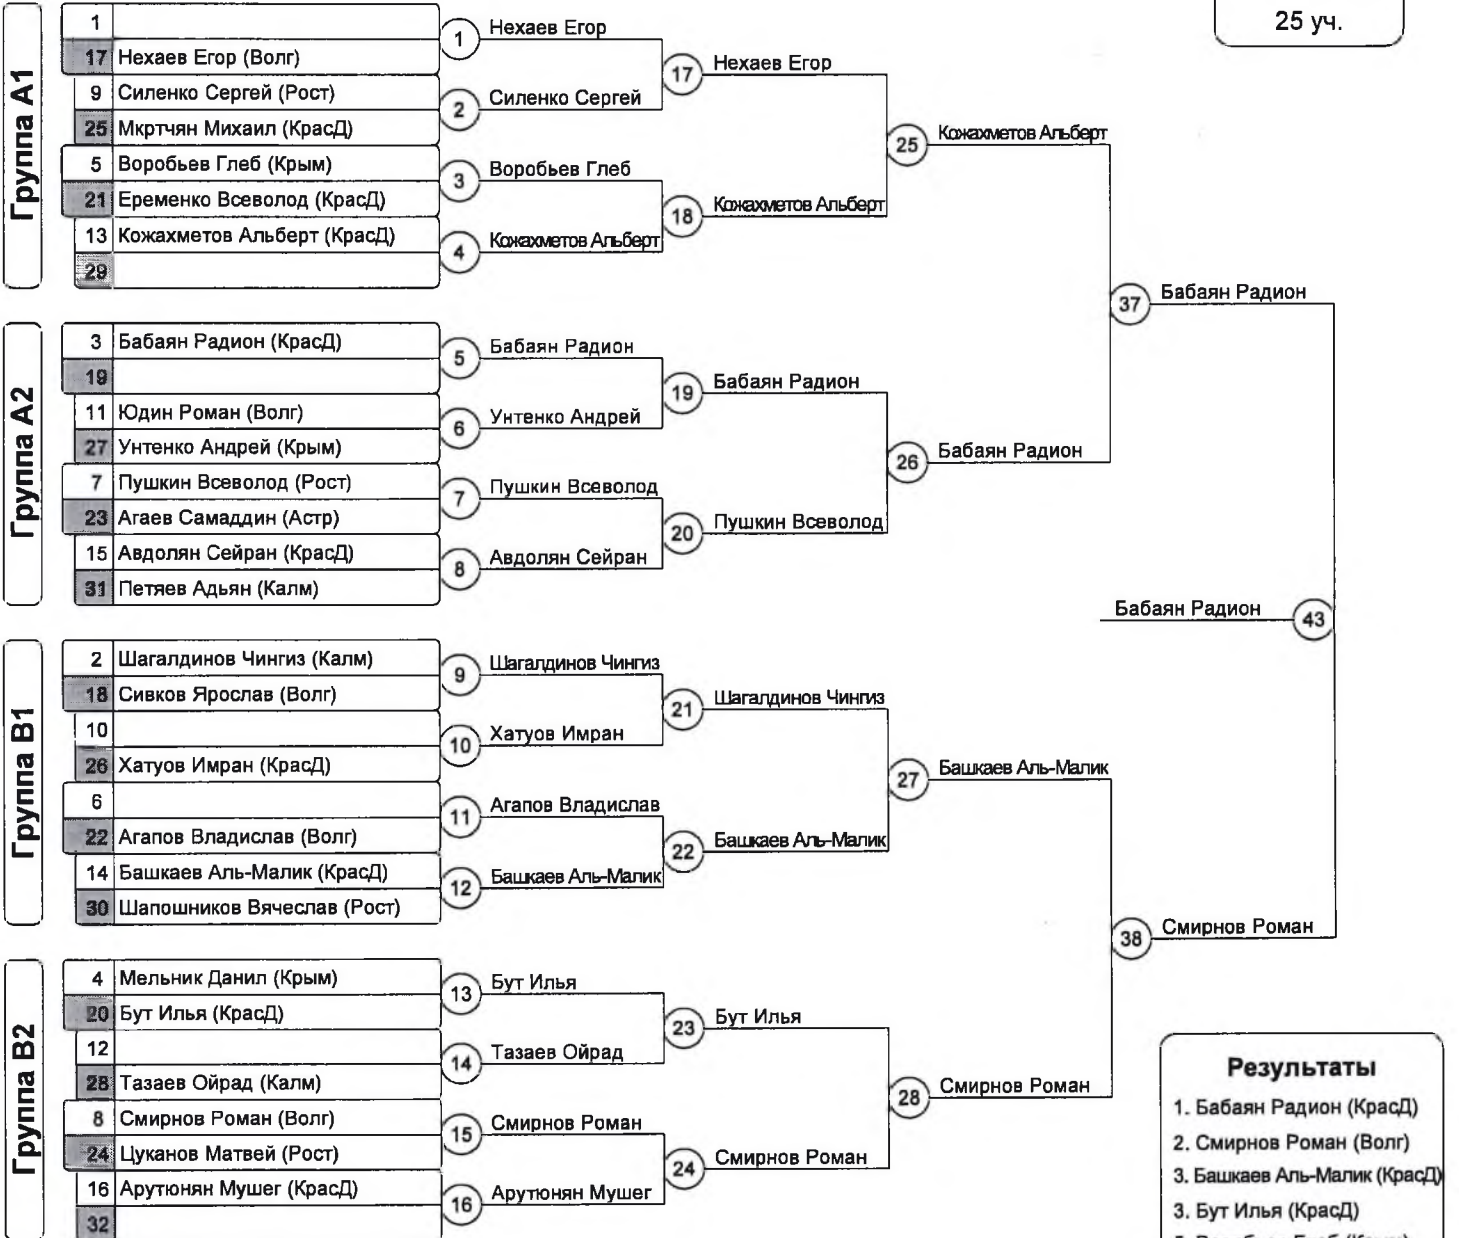 25 уч.
Группа А1
1
17 Нехаев Егор (Волг)
9 Силенко Сергей (Рост)
25 Мкртчян Михаил (КрасД)
5 Воробьев Глеб (Крым)
21 Еременко Всеволод (КрасД)
13 Кожахметов Альберт (КрасД)
29
1 Нехаев Егор
2 Силенко Сергей
3 Воробьев Глеб
4 Кожахметов Альберт
17 Нехаев Егор
18 Кожахметов Альберт
25 Кожахметов Альберт
Группа А2
3 Бабаян Радион (КрасД)
19
11 Юдин Роман (Волг)
27 Унтенко Андрей (Крым)
7 Пушкин Всеволод (Рост)
23 Агаев Самаддин (Астр)
15 Авдолян Сейран (КрасД)
31 Петяев Адьян (Калм)
5 Бабаян Радион
6 Унтенко Андрей
7 Пушкин Всеволод
8 Авдолян Сейран
19 Бабаян Радион
20 Пушкин Всеволод
26 Бабаян Радион
37 Бабаян Радион
Бабаян Радион 43
Группа В1
2 Шагалдинов Чингиз (Калм)
18 Сивков Ярослав (Волг)
10
26 Хатуов Имран (КрасД)
6
22 Агапов Владислав (Волг)
14 Башкаев Аль-Малик (КрасД)
30 Шапошников Вячеслав (Рост)
9 Шагалдинов Чингиз
10 Хатуов Имран
11 Агапов Владислав
12 Башкаев Аль-Малик
21 Шагалдинов Чингиз
22 Башкаев Аль-Малик
27 Башкаев Аль-Малик
38 Смирнов Роман
Группа В2
4 Мельник Данил (Крым)
20 Бут Илья (КрасД)
12
28 Тазаев Ойрад (Калм)
8 Смирнов Роман (Волг)
24 Цуканов Матвей (Рост)
16 Арутюнян Мушег (КрасД)
32
13 Бут Илья
14 Тазаев Ойрад
15 Смирнов Роман
16 Арутюнян Мушег
23 Бут Илья
24 Смирнов Роман
28 Смирнов Роман
Результаты
1. Бабаян Радион (КрасД)
2. Смирнов Роман (Волг)
3. Башкаев Аль-Малик (КрасД)
3. Бут Илья (КрасД)